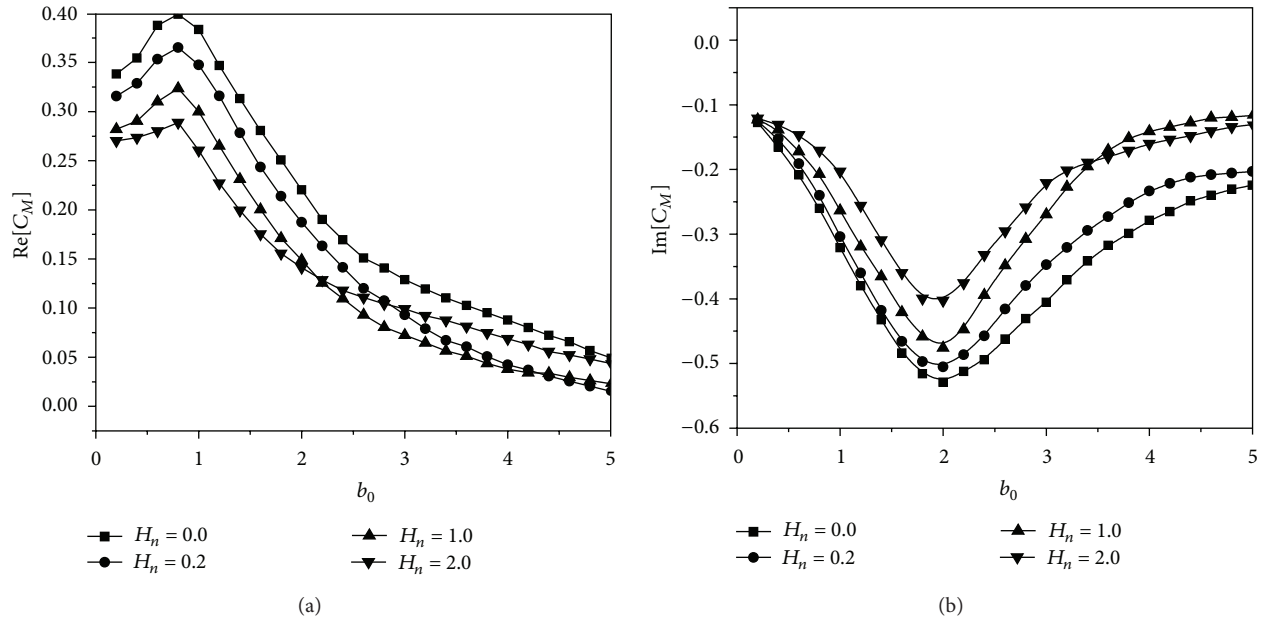 0.40
0.35
0.30
0.25
0.20
0.15
0.10
0.05
0.00
Re[C_M]
0 1 2 3 4 5
b_0
H_n = 0.0
H_n = 0.2
H_n = 1.0
H_n = 2.0
(a)
0.0
−0.1
−0.2
−0.3
−0.4
−0.5
−0.6
Im[C_M]
0 1 2 3 4 5
b_0
H_n = 0.0
H_n = 0.2
H_n = 1.0
H_n = 2.0
(b)